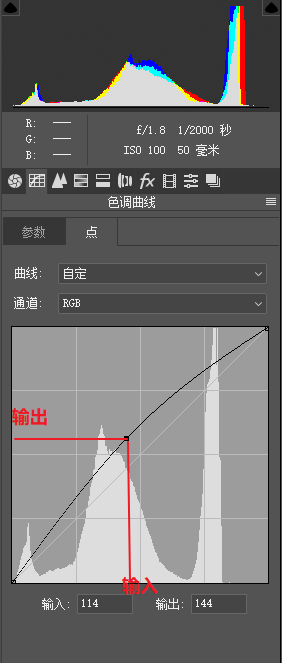 R: ——
G: ——
B: ——
f/1.8 1/2000 秒
ISO 100 50 毫米
fx
色调曲线
参数 点
曲线: 自定
通道: RGB
输出
输入
输入: 114 输出: 144